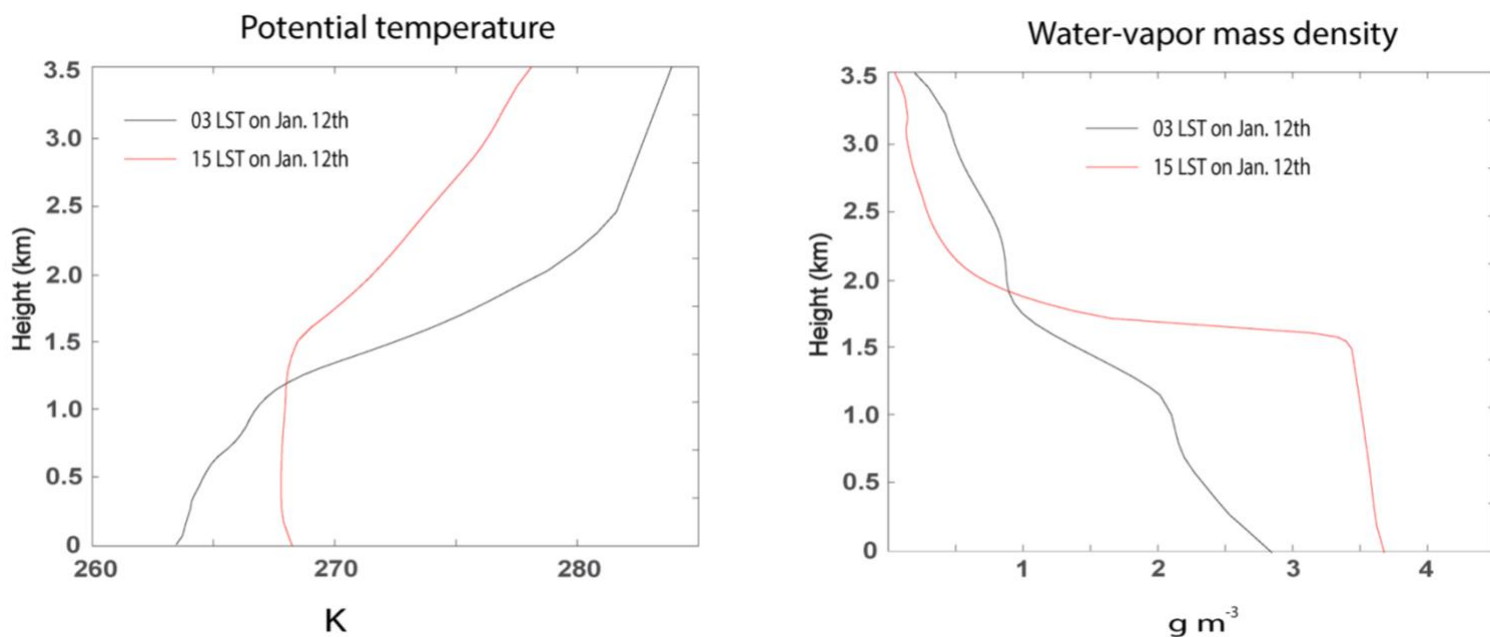 Potential temperature
3.5
3.0
2.5
2.0
1.5
1.0
0.5
0
Height (km)
03 LST on Jan. 12th
15 LST on Jan. 12th
260
270
280
K
Water-vapor mass density
3.5
3.0
2.5
2.0
1.5
1.0
0.5
0
Height (km)
03 LST on Jan. 12th
15 LST on Jan. 12th
1
2
3
4
g m⁻³